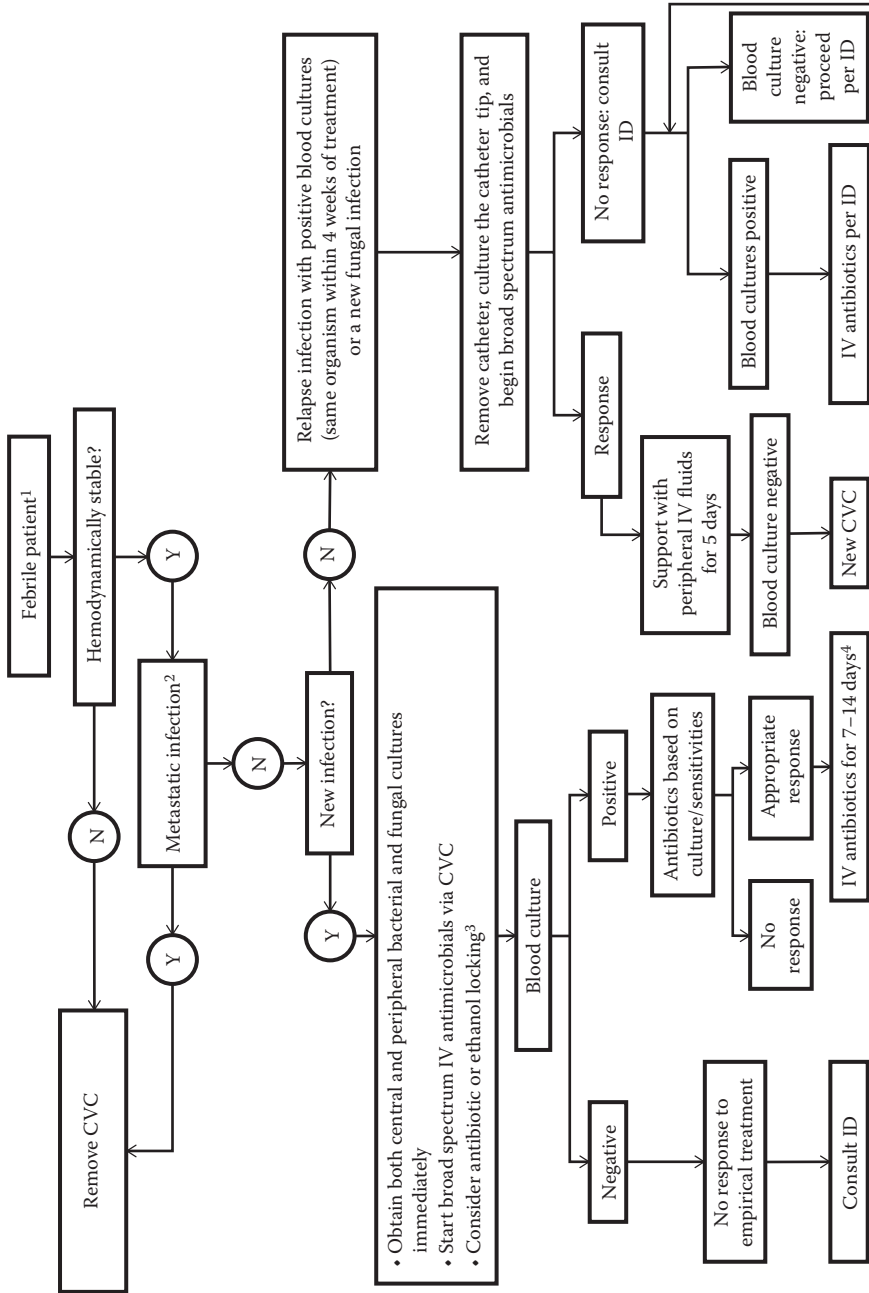 Febrile patient1
Hemodynamically stable?
N
Y
Remove CVC
Metastatic infection2
Y
N
New infection?
Y
N
• Obtain both central and peripheral bacterial and fungal cultures
immediately
• Start broad spectrum IV antimicrobials via CVC
• Consider antibiotic or ethanol locking3
Relapse infection with positive blood cultures
(same organism within 4 weeks of treatment)
or a new fungal infection
Blood culture
Remove catheter, culture the catheter tip, and
begin broad spectrum antimicrobials
Negative
Positive
Response
No response: consult
ID
No response to
empirical treatment
Antibiotics based on
culture/sensitivities
Support with
peripheral IV fluids
for 5 days
Consult ID
No
response
Appropriate
response
Blood culture negative
Blood cultures positive
Blood
culture
negative:
proceed
per ID
IV antibiotics for 7–14 days4
New CVC
IV antibiotics per ID